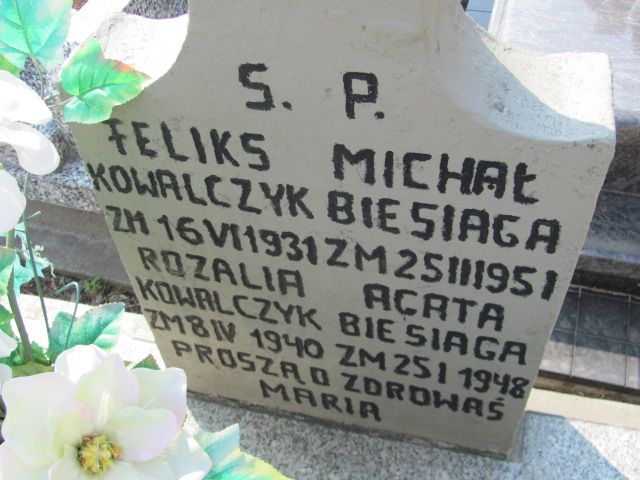 S. P.
FELIKS MICHAŁ
KOWALCZYK BIESIAGA
ZM 16 VI 1931 ZM 25 III 1951
ROZALIA AGATA
KOWALCZYK BIESIAGA
ZM 8 IV 1940 ZM 25 I 1948
PROSZĄ O ZDROWAŚ
MARIA